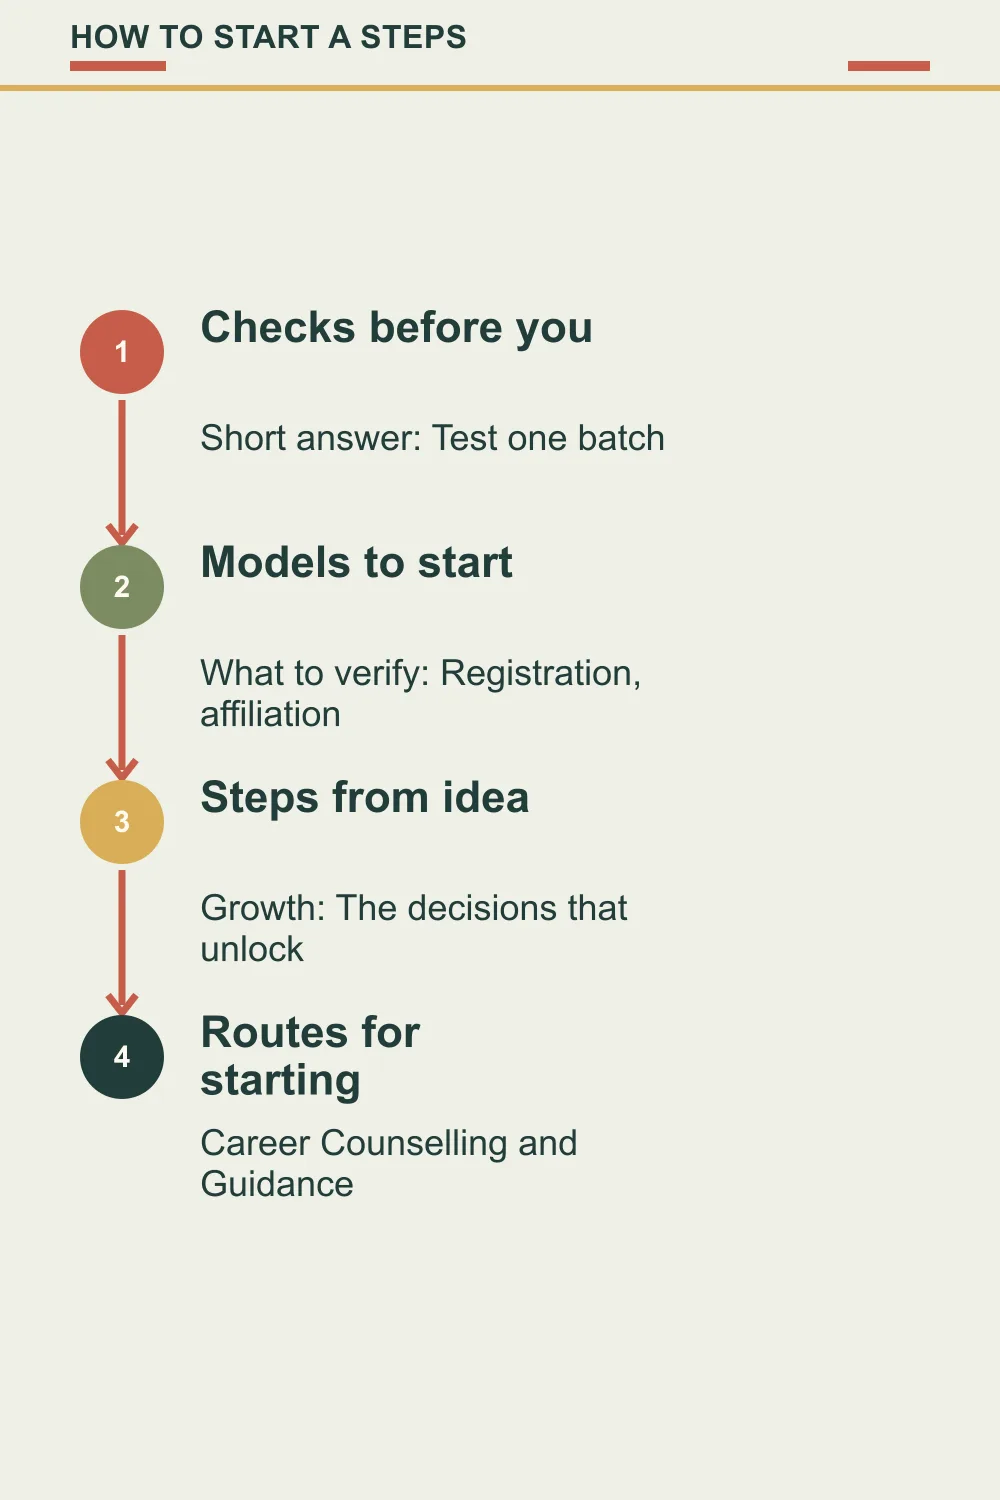 HOW TO START A STEPS
1
Checks before you
Short answer: Test one batch
2
Models to start
What to verify: Registration,
affiliation
3
Steps from idea
Growth: The decisions that
unlock
4
Routes for
starting
Career Counselling and
Guidance